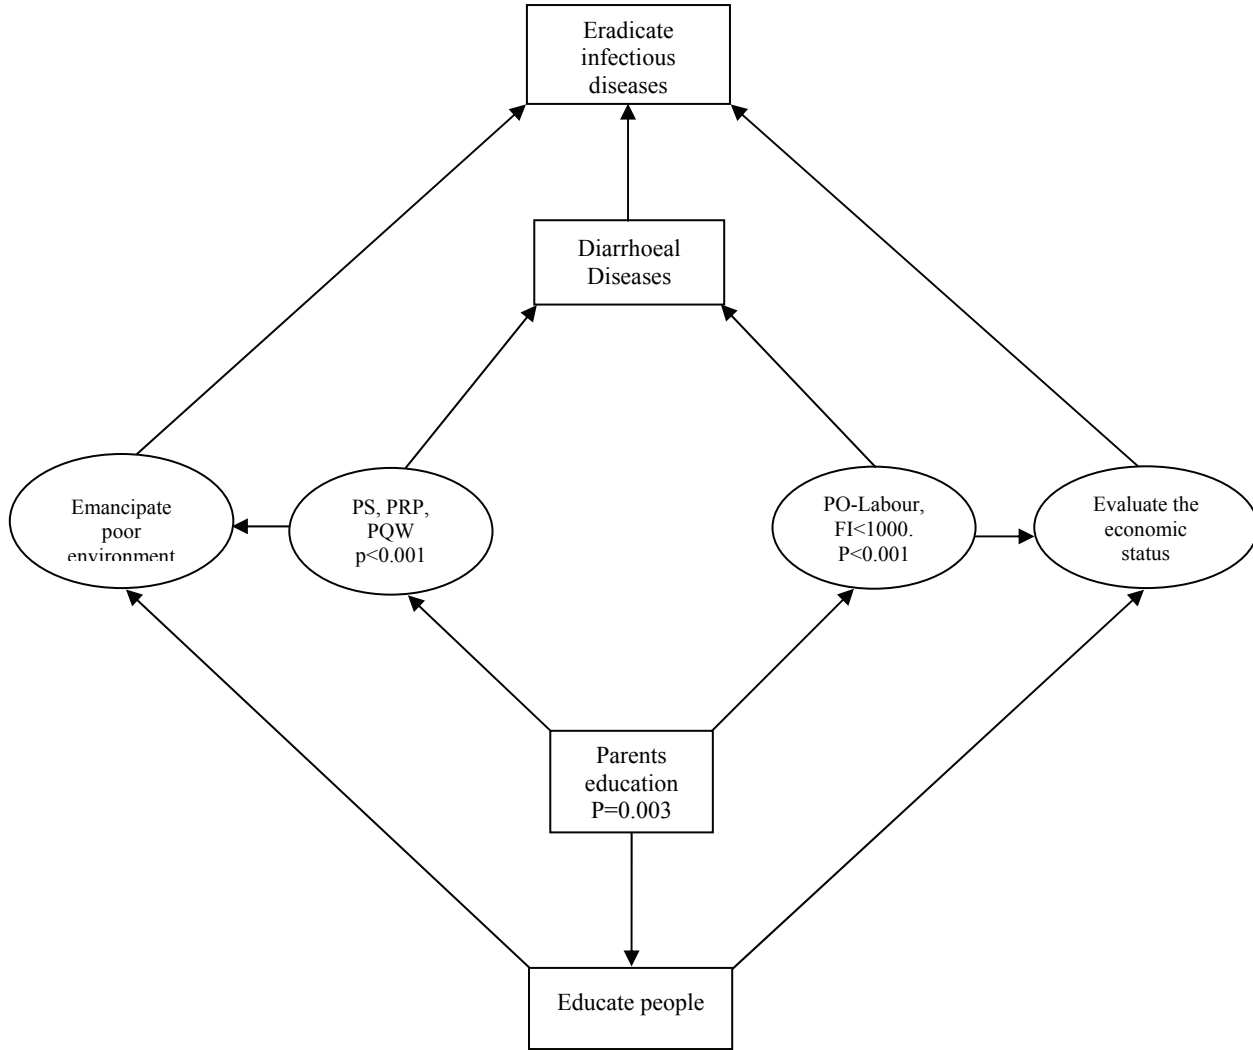 Eradicate
infectious
diseases
Diarrhoeal
Diseases
Emancipate
poor
environment
PS, PRP,
PQW
p<0.001
PO-Labour,
FI<1000.
P<0.001
Evaluate the
economic
status
Parents
education
P=0.003
Educate people